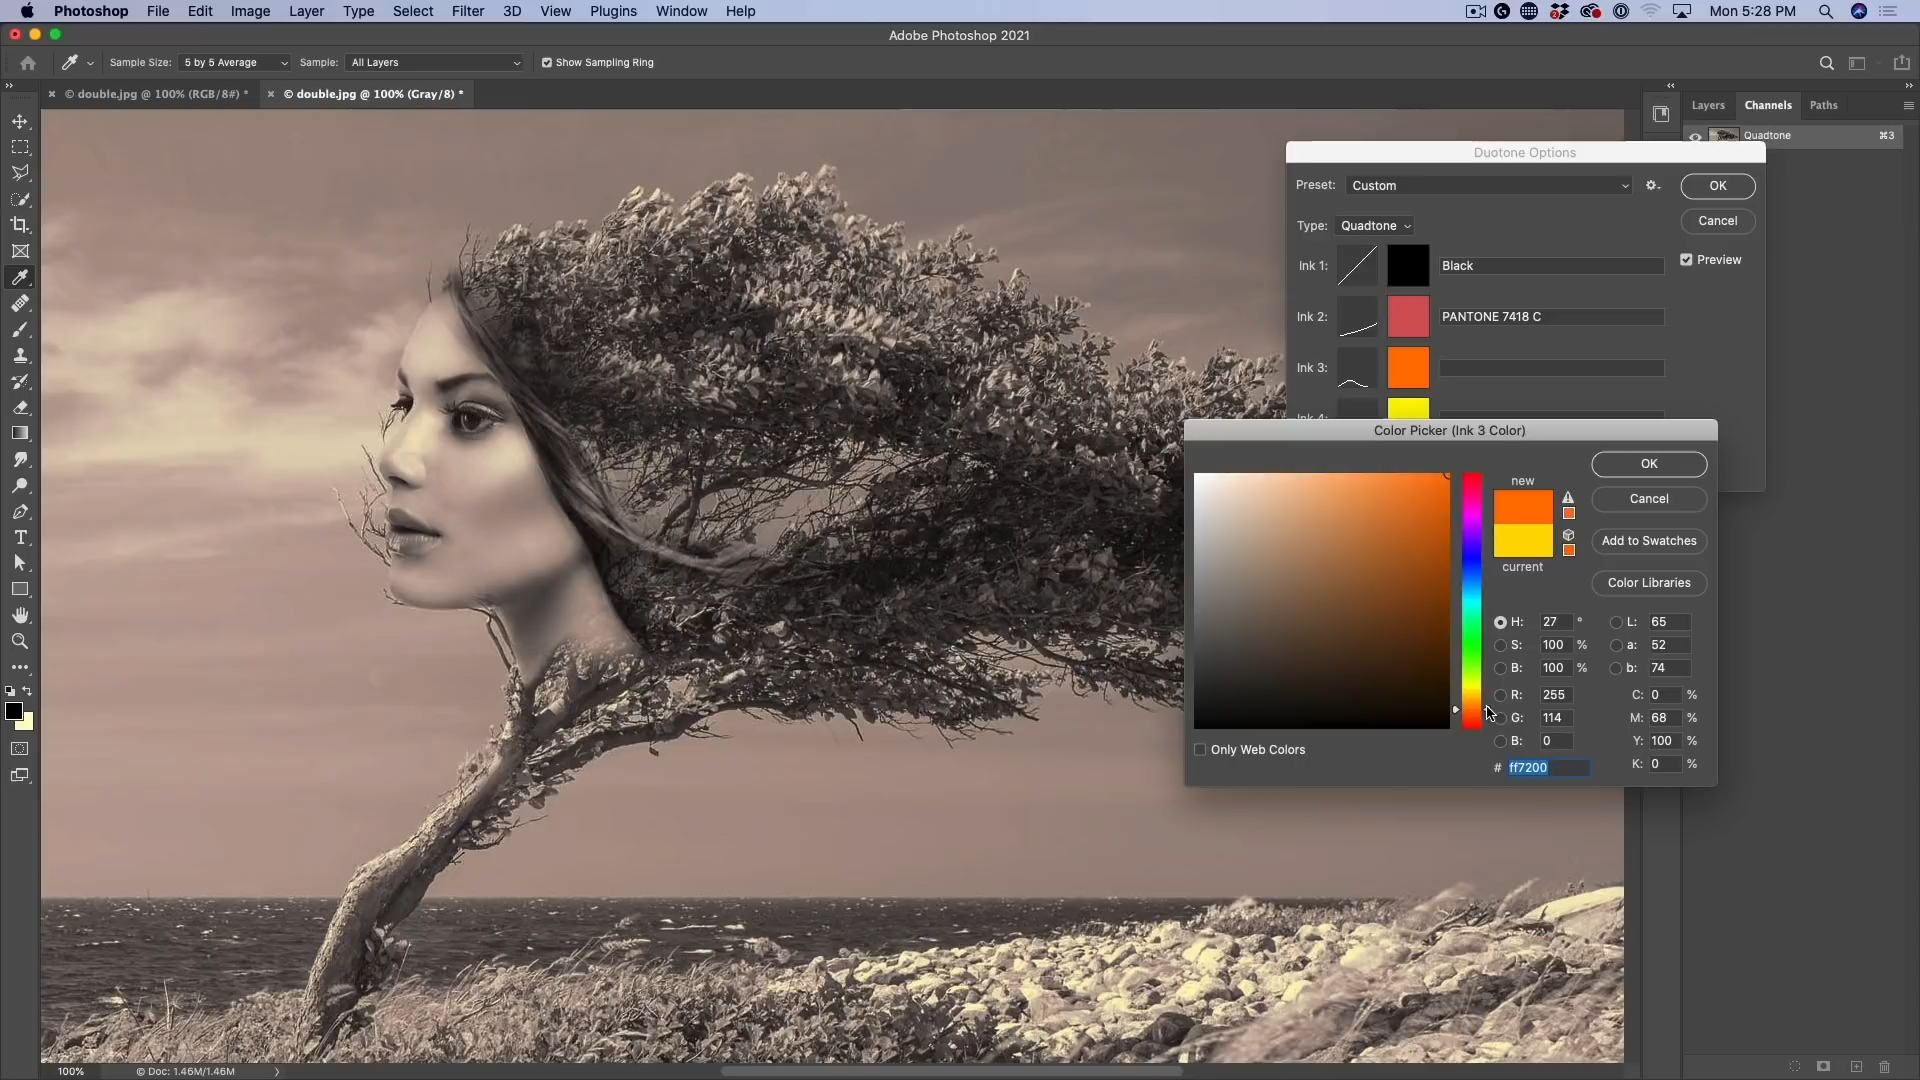 Photoshop File Edit Image Layer Type Select Filter 3D View Plugins Window Help Mon 5:28 PM
Adobe Photoshop 2021
Sample Size: 5 by 5 Average Sample: All Layers Show Sampling Ring
© double.jpg @ 100% (RGB/8#) * © double.jpg @ 100% (Gray/8) *
Layers Channels Paths
Quadtone ⌘3
Duotone Options
Preset: Custom OK
Type: Quadtone Cancel
Ink 1: Black Preview
Ink 2: PANTONE 7418 C
Ink 3:
Ink 4:
Color Picker (Ink 3 Color)
new OK
Cancel
Add to Swatches
current
Color Libraries
H: 27 ° L: 65
S: 100 % a: 52
B: 100 % b: 74
R: 255 C: 0 %
G: 114 M: 68 %
B: 0 Y: 100 %
Only Web Colors # ff7200 K: 0 %
100% © Doc: 1.46M/1.46M